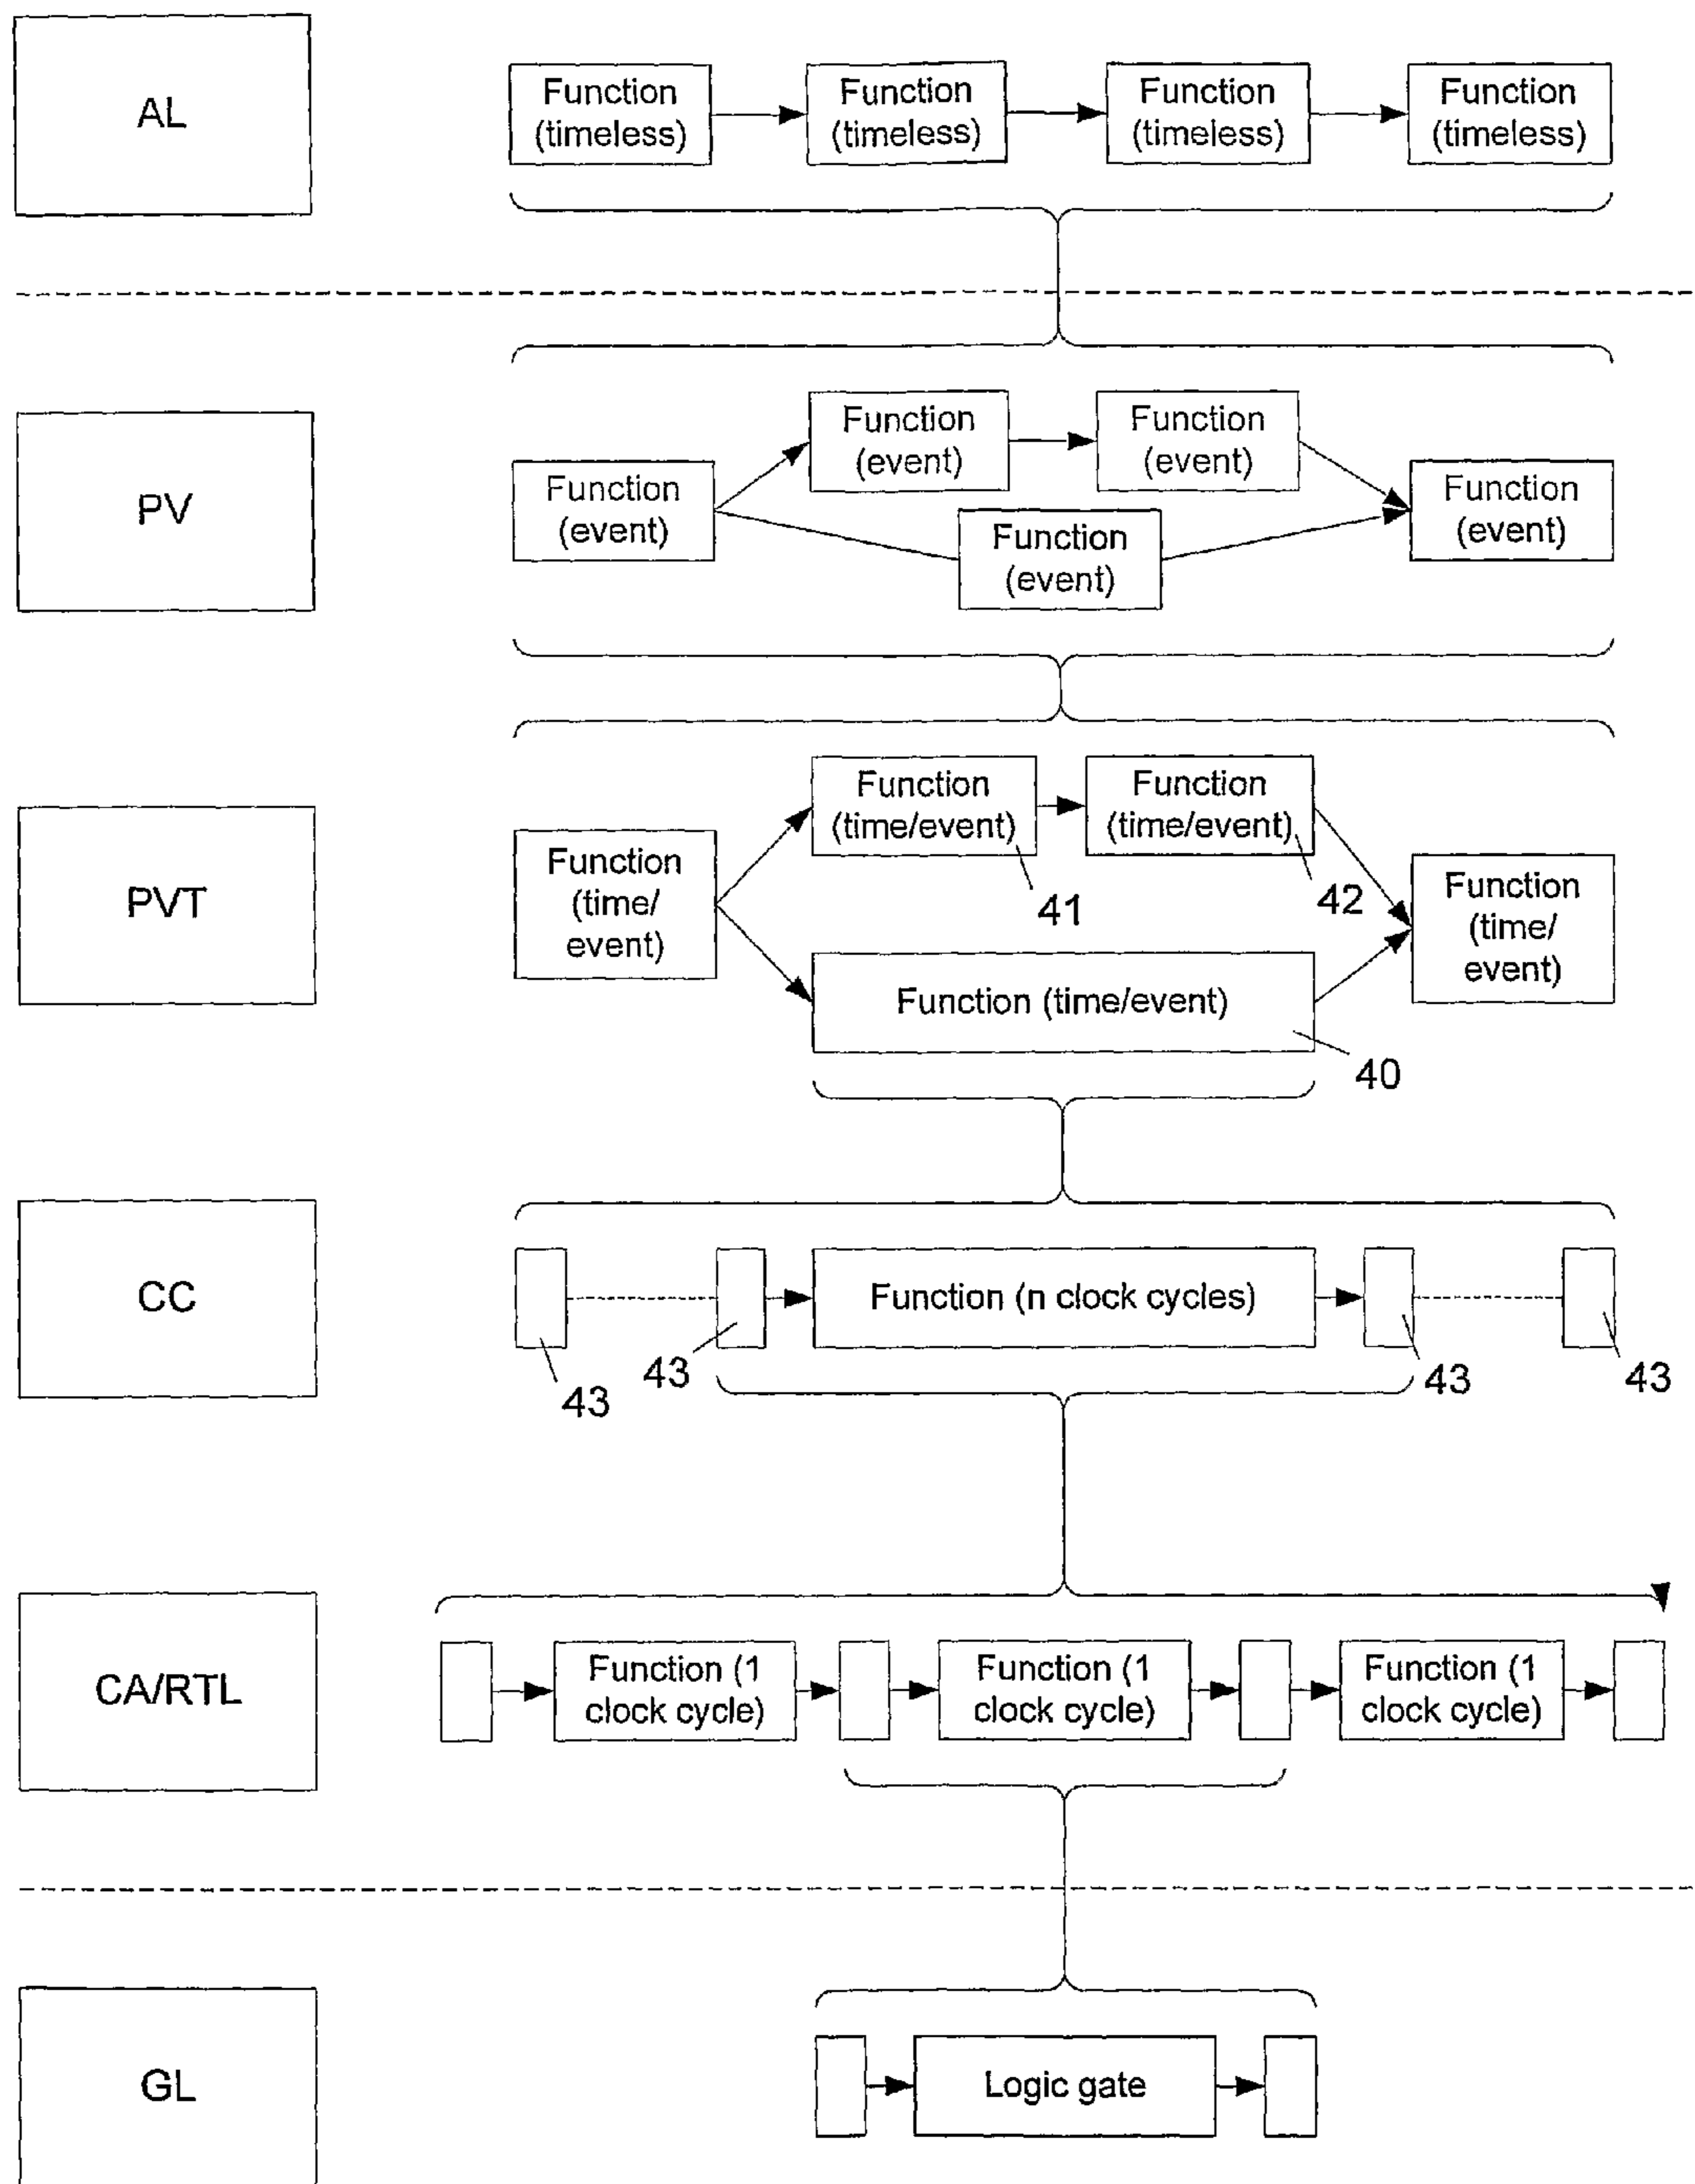 AL
Function
(timeless)
Function
(timeless)
Function
(timeless)
Function
(timeless)
PV
Function
(event)
Function
(event)
Function
(event)
Function
(event)
Function
(event)
PVT
Function
(time/
event)
Function
(time/event)
41
Function
(time/event)
42
Function
(time/
event)
Function (time/event)
40
CC
43
43
Function (n clock cycles)
43
43
CA/RTL
Function (1
clock cycle)
Function (1
clock cycle)
Function (1
clock cycle)
GL
Logic gate